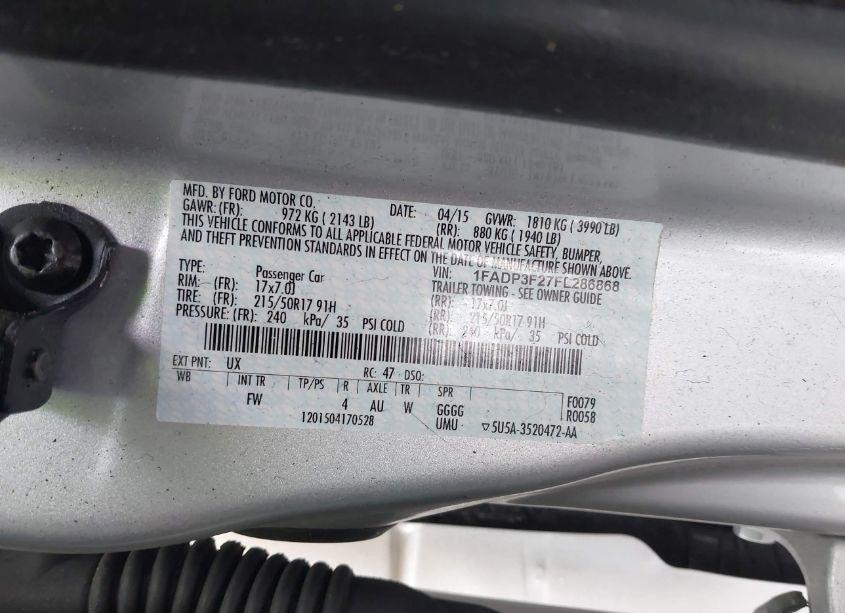 MFD. BY FORD MOTOR CO. DATE: 04/15 GVWR: 1810 KG ( 3990 LB)
GAWR: (FR): 972 KG ( 2143 LB) (RR): 880 KG ( 1940 LB)
THIS VEHICLE CONFORMS TO ALL APPLICABLE FEDERAL MOTOR VEHICLE SAFETY, BUMPER,
AND THEFT PREVENTION STANDARDS IN EFFECT ON THE DATE OF MANUFACTURE SHOWN ABOVE.
VIN: 1FADP3F27FL286868
TYPE: Passenger Car TRAILER TOWING - SEE OWNER GUIDE
RIM: (FR): 17x7.0J (RR): 17x7.0J
TIRE: (FR): 215/50R17 91H (RR): 215/50R17 91H
PRESSURE: (FR): 240 kPa/ 35 PSI COLD (RR): 240 kPa/ 35 PSI COLD
EXT PNT: UX RC: 47 DSO:
WB INT TR TP/PS R AXLE TR SPR F0079
FW 4 AU W GGGG R0058
1201504170528 UMU ▽5U5A-3520472-AA